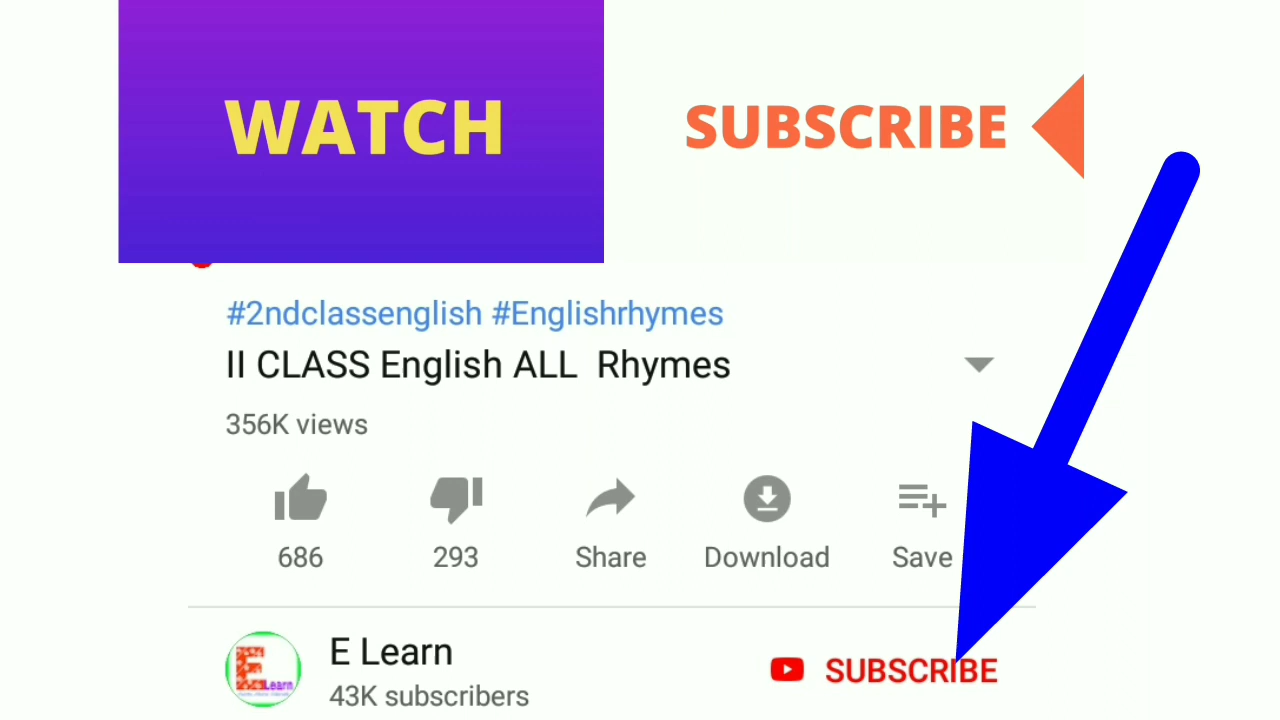 WATCH
SUBSCRIBE
#2ndclassenglish #Englishrhymes
II CLASS English ALL  Rhymes
356K views
686
293
Share
Download
Save
E Learn
E Learn
43K subscribers
SUBSCRIBE